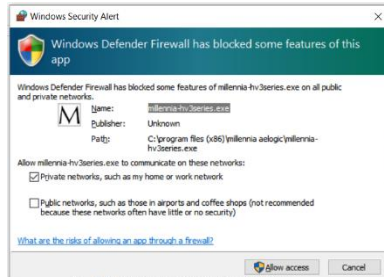 Windows Security Alert
Windows Defender Firewall has blocked some features of this
app
Windows Defender Firewall has blocked some features of millennia-hv3series.exe on all public
and private networks.
M
Name: millennia-hv3series.exe
Publisher: Unknown
Path: C:\program files (x86)\millennia aelogic\millennia-
hv3series.exe
Allow millennia-hv3series.exe to communicate on these networks:
Private networks, such as my home or work network
Public networks, such as those in airports and coffee shops (not recommended
because these networks often have little or no security)
What are the risks of allowing an app through a firewall?
Allow access Cancel